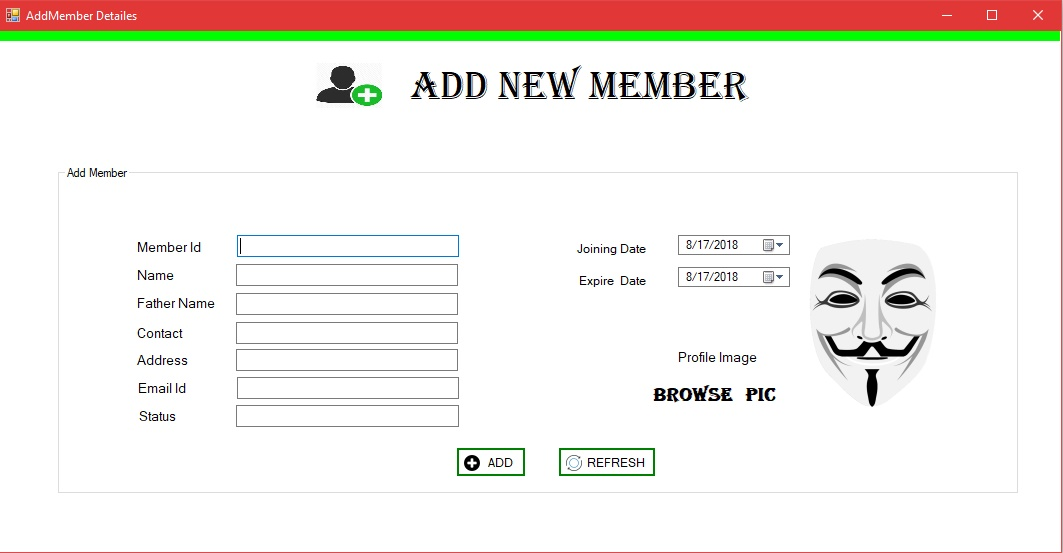 AddMember Detailes
ADD NEW MEMBER
Add Member
Member Id
Name
Father Name
Contact
Address
Email Id
Status
Joining Date 8/17/2018
Expire Date 8/17/2018
Profile Image
BROWSE PIC
ADD
REFRESH